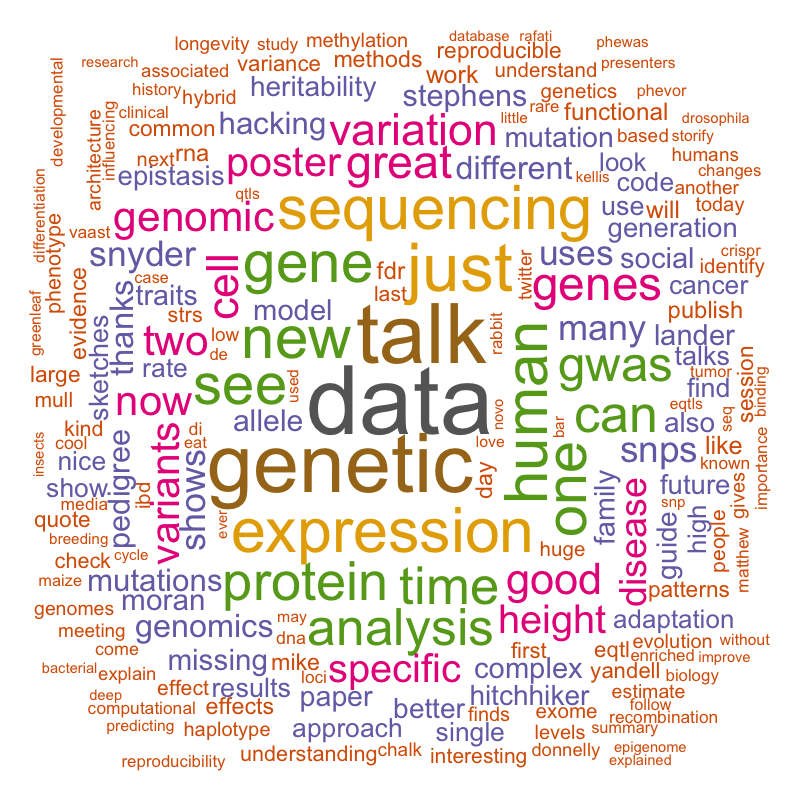 database rafati
longevity study methylation reproducible phewas
research associated variance methods work understand presenters
history hybrid heritability stephens genetics phevor
clinical common hacking variation little rare functional drosophila
developmental architecture influencing next rna poster great different mutation based storify
epistasis qtls kellis look humans changes
code another
genomic sequencing use will today
differentiation phenotype vaast generation
snyder cell gene just twitter uses social crispr identify
evidence case fdr genes cancer
greenleaf thanks traits last publish
strs model rabbit many lander
two low de new talk human talks
large sketches rate see used gwas tumor find session binding
mull now data novo can eqtls
kind di allele bar also seq
insects cool eat love snps like
nice pedigree variants shows genetic day one known
show ipd future gives importance
media ever family snp
quote expression disease guide high people matthew
breeding huge
check cycle
maize mutations protein time good patterns
genomes moran height adaptation
meeting genomics may analysis
come dna first eqtl evolution without
bacterial explain missing mike specific complex enriched improve
deep effect results loci yandell biology
computational effects paper better hitchhiker estimate
predicting haplotype approach finds exome follow
single levels recombination
summary
reproducibility understanding chalk interesting donnelly epigenome
explained